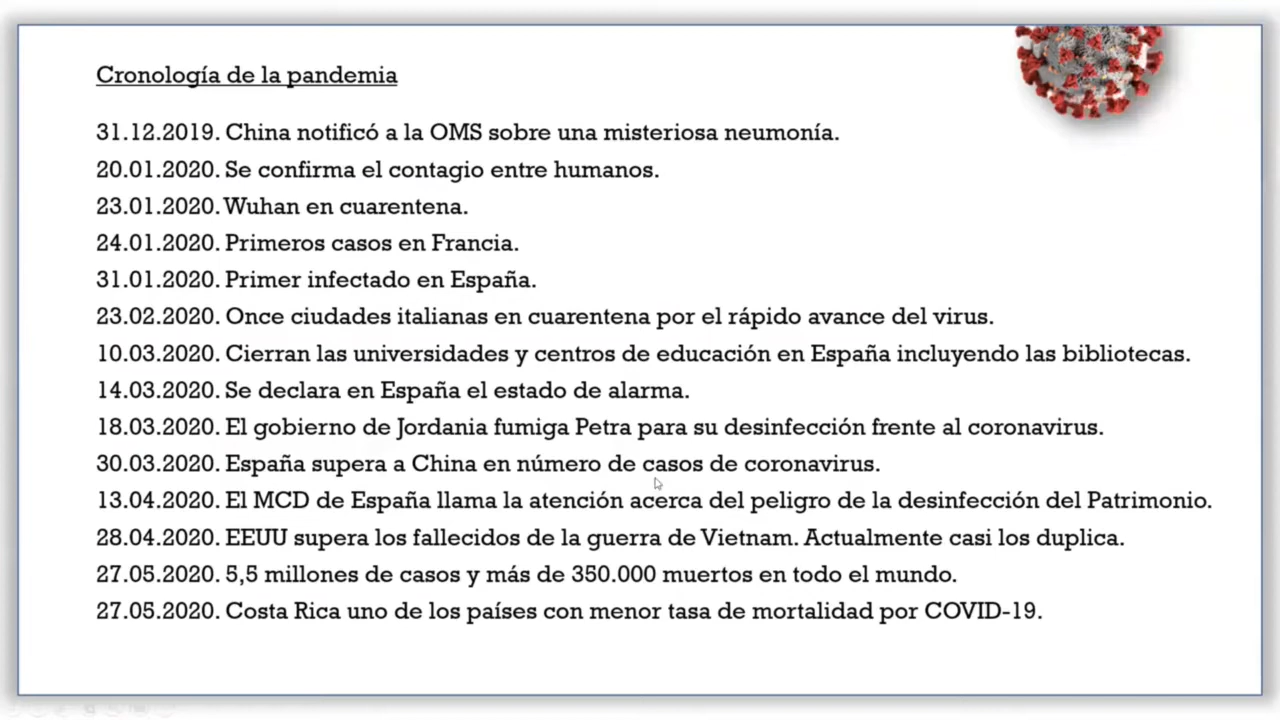 Cronología de la pandemia
31.12.2019. China notificó a la OMS sobre una misteriosa neumonía.
20.01.2020. Se confirma el contagio entre humanos.
23.01.2020. Wuhan en cuarentena.
24.01.2020. Primeros casos en Francia.
31.01.2020. Primer infectado en España.
23.02.2020. Once ciudades italianas en cuarentena por el rápido avance del virus.
10.03.2020. Cierran las universidades y centros de educación en España incluyendo las bibliotecas.
14.03.2020. Se declara en España el estado de alarma.
18.03.2020. El gobierno de Jordania fumiga Petra para su desinfección frente al coronavirus.
30.03.2020. España supera a China en número de casos de coronavirus.
13.04.2020. El MCD de España llama la atención acerca del peligro de la desinfección del Patrimonio.
28.04.2020. EEUU supera los fallecidos de la guerra de Vietnam. Actualmente casi los duplica.
27.05.2020. 5,5 millones de casos y más de 350.000 muertos en todo el mundo.
27.05.2020. Costa Rica uno de los países con menor tasa de mortalidad por COVID-19.